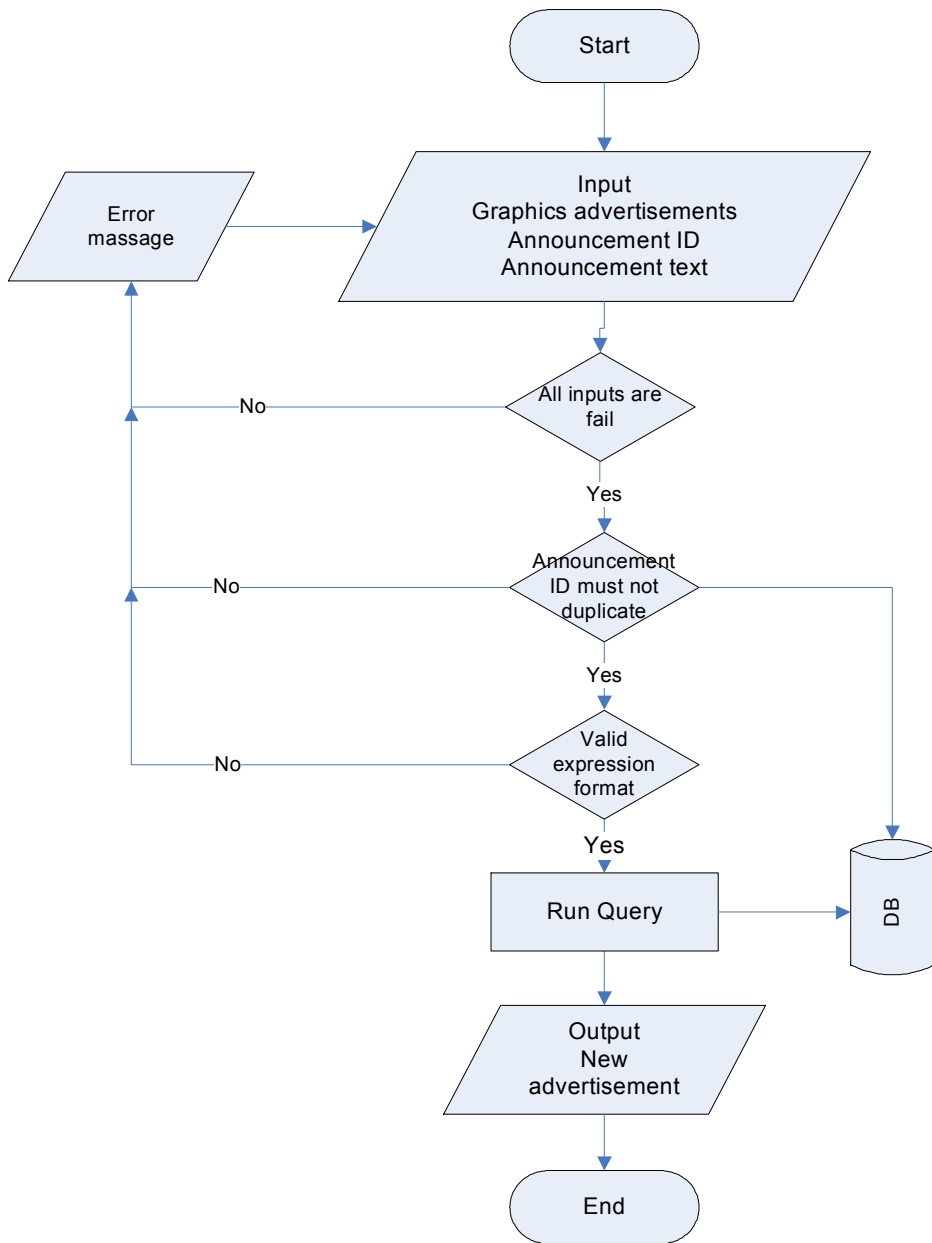 Start
Input
Graphics advertisements
Announcement ID
Announcement text
Error
massage
All inputs are
fail
No
Yes
Announcement
ID must not
duplicate
No
Yes
Valid
expression
format
No
Yes
Run Query
DB
Output
New
advertisement
End